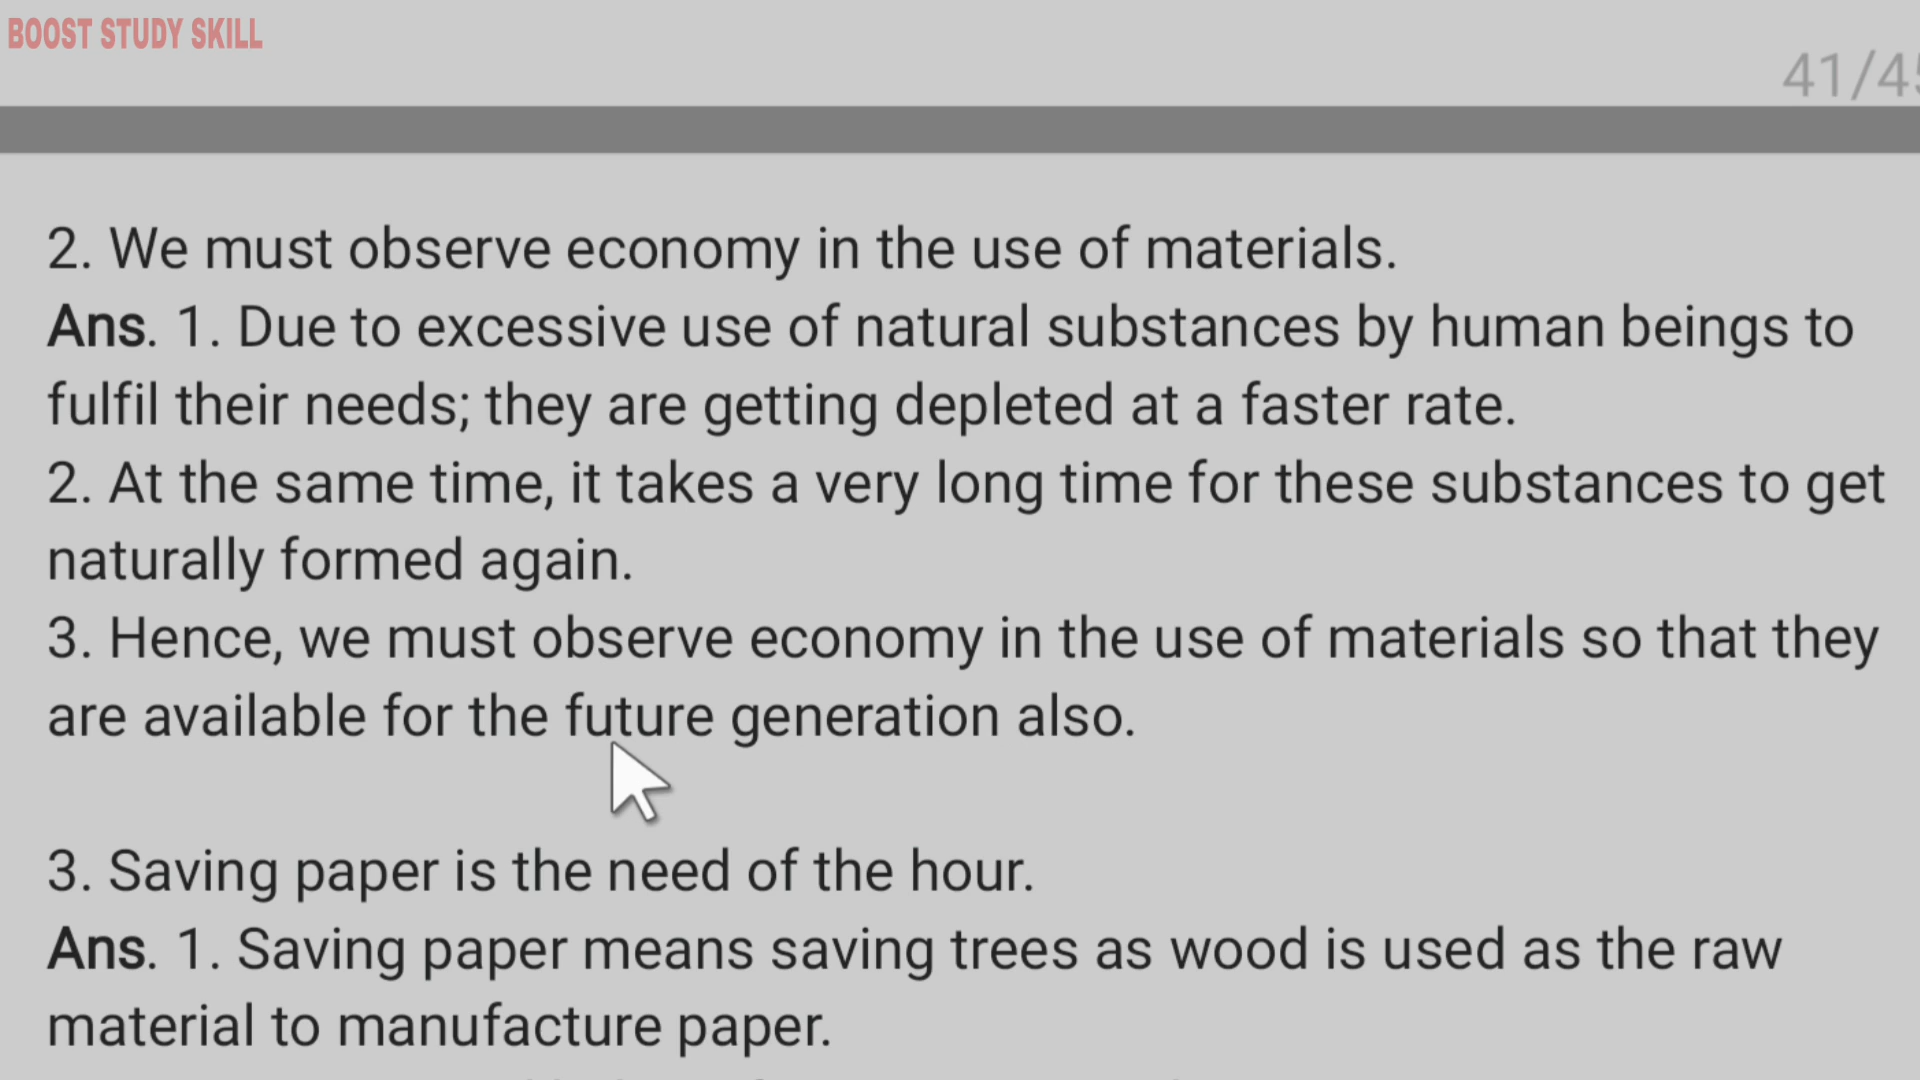 BOOST STUDY SKILL
41/45
2. We must observe economy in the use of materials.
Ans. 1. Due to excessive use of natural substances by human beings to
fulfil their needs; they are getting depleted at a faster rate.
2. At the same time, it takes a very long time for these substances to get
naturally formed again.
3. Hence, we must observe economy in the use of materials so that they
are available for the future generation also.
3. Saving paper is the need of the hour.
Ans. 1. Saving paper means saving trees as wood is used as the raw
material to manufacture paper.